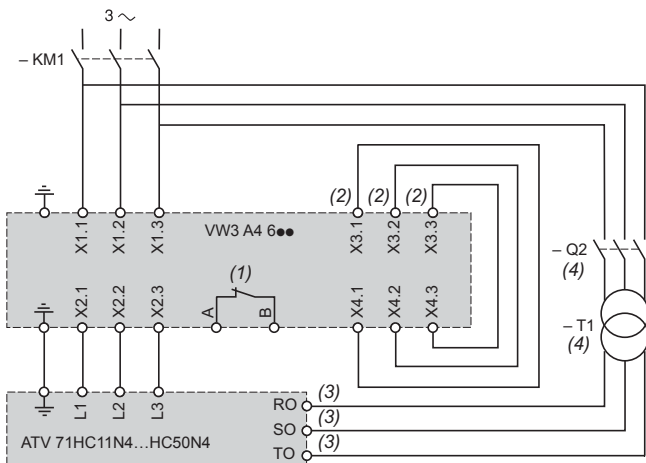 3 ~
– KM1
(2) (2) (2)
X1.1 X1.2 X1.3 VW3 A4 6●● X3.1 X3.2 X3.3
– Q2
(4)
(1)
X2.1 X2.2 X2.3 A B X4.1 X4.2 X4.3
– T1
(4)
L1 L2 L3 RO (3)
SO (3)
ATV 71HC11N4...HC50N4 TO (3)